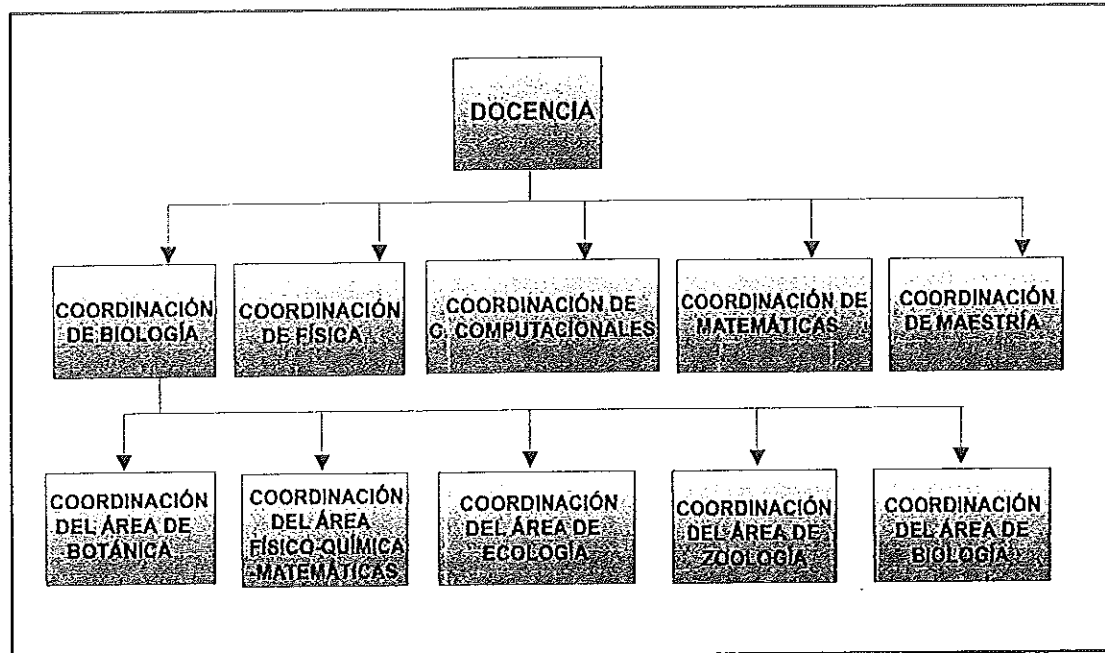 DOCENCIA
COORDINACIÓN
DE BIOLOGÍA
COORDINACIÓN
DE FÍSICA
COORDINACIÓN DE
C. COMPUTACIONALES
COORDINACIÓN DE
MATEMÁTICAS
COORDINACIÓN
DE MAESTRÍA
COORDINACIÓN
DEL ÁREA DE
BOTÁNICA
COORDINACIÓN
DEL ÁREA
FÍSICO-QUÍMICA
-MATEMÁTICAS
COORDINACIÓN
DEL ÁREA DE
ECOLOGÍA
COORDINACIÓN
DEL ÁREA DE
ZOOLOGÍA
COORDINACIÓN
DEL ÁREA DE
BIOLOGÍA